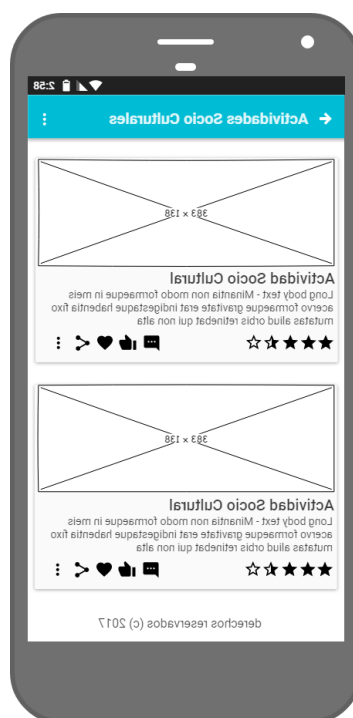 2:58
Actividades Socio Culturales
383 x 138
Actividad Socio Cultural
Long body text - Minantia non modo formaeque in meis
acervo formaeque gravitate erat indigestaque habentia fixo
mutatas aliud orbis retinebat qui non alta
383 x 138
Actividad Socio Cultural
Long body text - Minantia non modo formaeque in meis
acervo formaeque gravitate erat indigestaque habentia fixo
mutatas aliud orbis retinebat qui non alta
derechos reservados (c) 2017